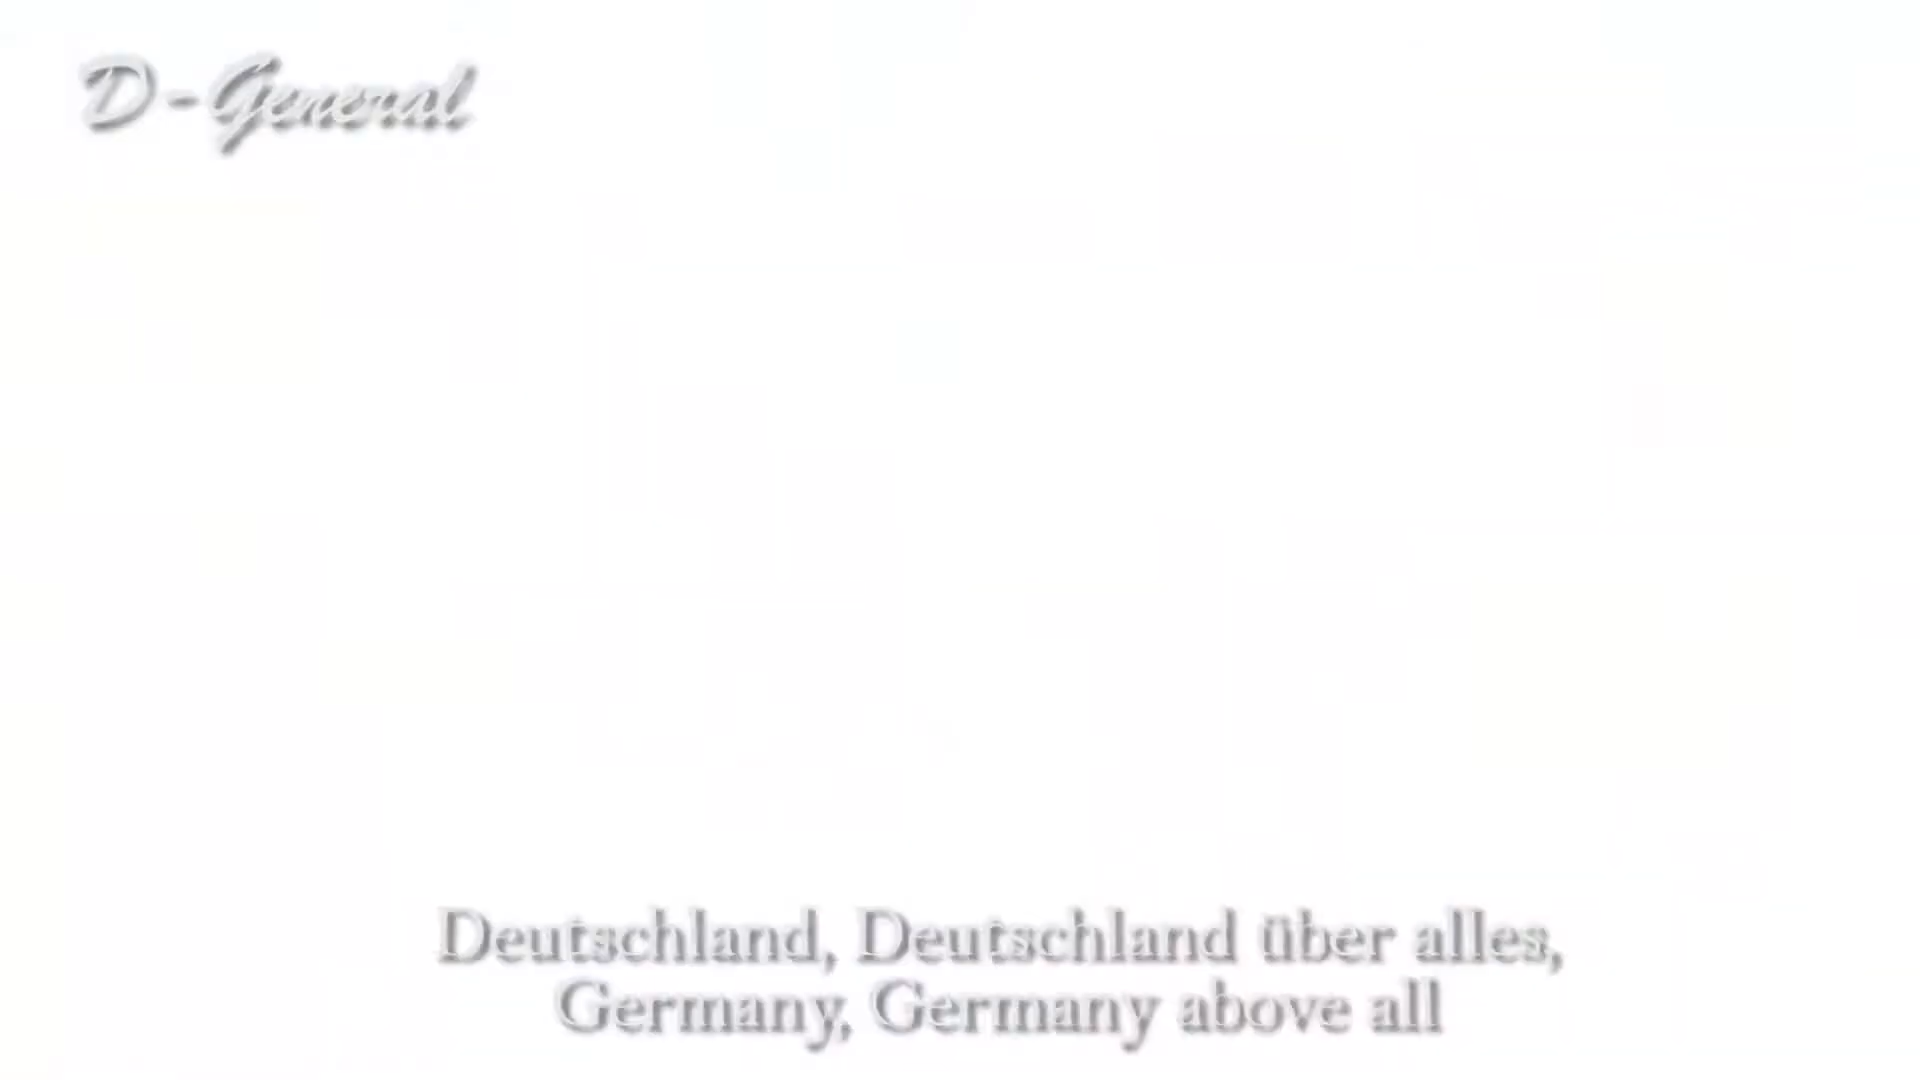 D-General
Deutschland, Deutschland über alles,
Germany, Germany above all